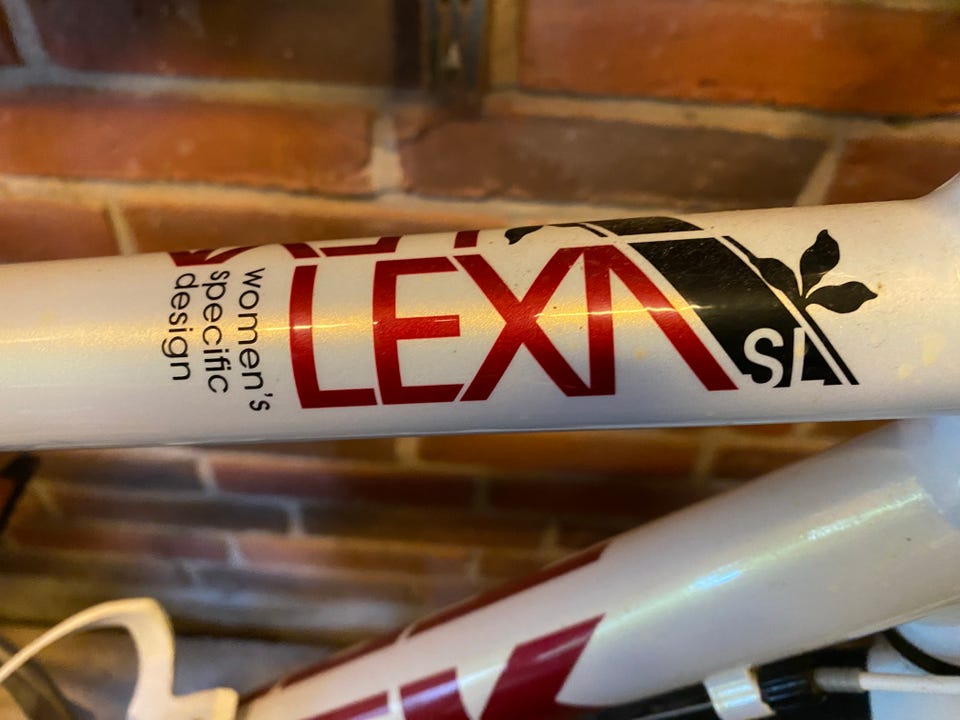 LEXA
SL
women's
specific
design